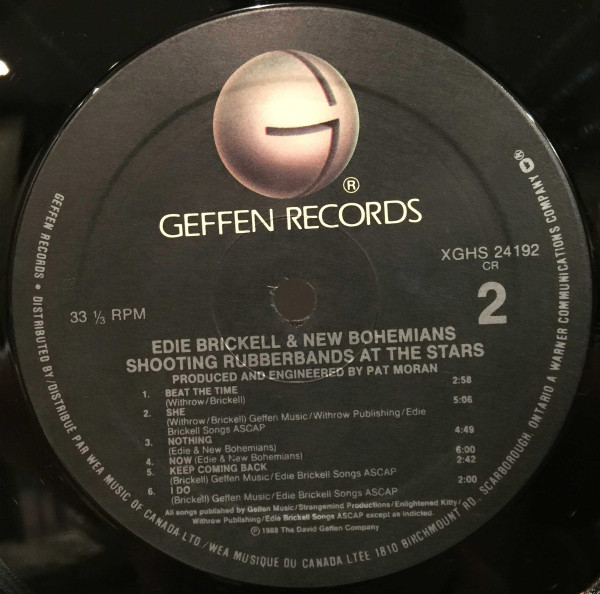 ®
GEFFEN RECORDS
XGHS 24192
CR
33 ⅓ RPM
2
EDIE BRICKELL & NEW BOHEMIANS
SHOOTING RUBBERBANDS AT THE STARS
PRODUCED AND ENGINEERED BY PAT MORAN
1. BEAT THE TIME 2:58
(Withrow/Brickell)
2. SHE 5:06
(Withrow/Brickell) Geffen Music/Withrow Publishing/Edie
Brickell Songs ASCAP
3. NOTHING 4:49
(Edie & New Bohemians)
4. NOW (Edie & New Bohemians) 6:00
5. KEEP COMING BACK 2:42
(Brickell) Geffen Music/Edie Brickell Songs ASCAP
6. I DO 2:00
(Brickell) Geffen Music/Edie Brickell Songs ASCAP
All songs published by Geffen Music/Strangemind Productions/Enlightened Kitty/
Withrow Publishing/Edie Brickell Songs ASCAP except as indicted.
Ⓟ 1988 The David Geffen Company
GEFFEN RECORDS • DISTRIBUTED BY/DISTRIBUE PAR WEA MUSIC OF CANADA LTD./WEA MUSIQUE DU CANADA LTÉE 1810 BIRCHMOUNT RD. SCARBOROUGH, ONTARIO A WARNER COMMUNICATIONS COMPANY